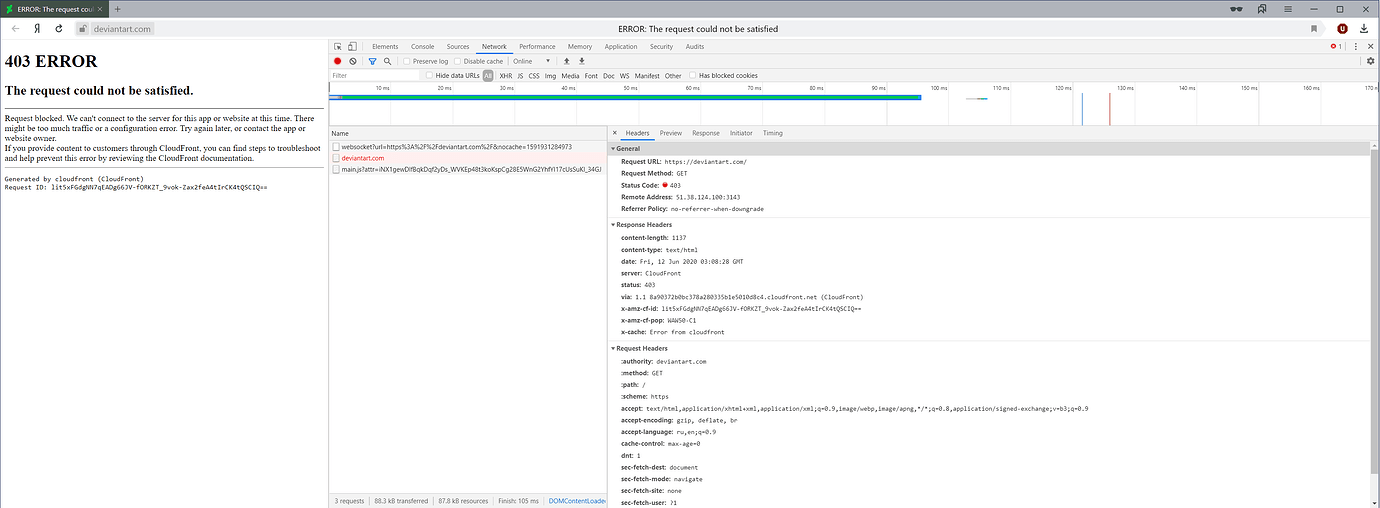 ERROR: The request coul
deviantart.com
ERROR: The request could not be satisfied
403 ERROR
The request could not be satisfied.
Request blocked. We can't connect to the server for this app or website at this time. There
might be too much traffic or a configuration error. Try again later, or contact the app or
website owner.
If you provide content to customers through CloudFront, you can find steps to troubleshoot
and help prevent this error by reviewing the CloudFront documentation.
Generated by cloudfront (CloudFront)
Request ID: lit5xFGdgNN7qEADg66JV-fORKZT_9vok-Zax2feA4tIrCK4tQSCIQ==
Elements Console Sources Network Performance Memory Application Security Audits
1
Preserve log Disable cache Online
Filter Hide data URLs All XHR JS CSS Img Media Font Doc WS Manifest Other Has blocked cookies
10 ms 20 ms 30 ms 40 ms 50 ms 60 ms 70 ms 80 ms 90 ms 100 ms 110 ms 120 ms 130 ms 140 ms 150 ms 160 ms 170 n
Name
websocket?url=https%3A%2F%2Fdeviantart.com%2F&nocache=1591931284973
deviantart.com
3 requests 88.3 kB transferred 87.8 kB resources Finish: 105 ms DOMContentLoade
Headers Preview Response Initiator Timing
General
Request URL: https://deviantart.com/
Request Method: GET
Status Code: 403
Remote Address: 51.38.124.100:3143
Referrer Policy: no-referrer-when-downgrade
Response Headers
content-length: 1137
content-type: text/html
date: Fri, 12 Jun 2020 03:08:28 GMT
server: CloudFront
status: 403
via: 1.1 8a90372b0bc378a280335b1e5010d8c4.cloudfront.net (CloudFront)
x-amz-cf-id: lit5xFGdgNN7qEADg66JV-fORKZT_9vok-Zax2feA4tIrCK4tQSCIQ==
x-amz-cf-pop: WAW50-C1
x-cache: Error from cloudfront
Request Headers
:authority: deviantart.com
:method: GET
:path: /
:scheme: https
accept: text/html,application/xhtml+xml,application/xml;q=0.9,image/webp,image/apng,*/*;q=0.8,application/signed-exchange;v=b3;q=0.9
accept-encoding: gzip, deflate, br
accept-language: ru,en;q=0.9
cache-control: max-age=0
dnt: 1
sec-fetch-dest: document
sec-fetch-mode: navigate
sec-fetch-site: none
sec-fetch-user: ?1